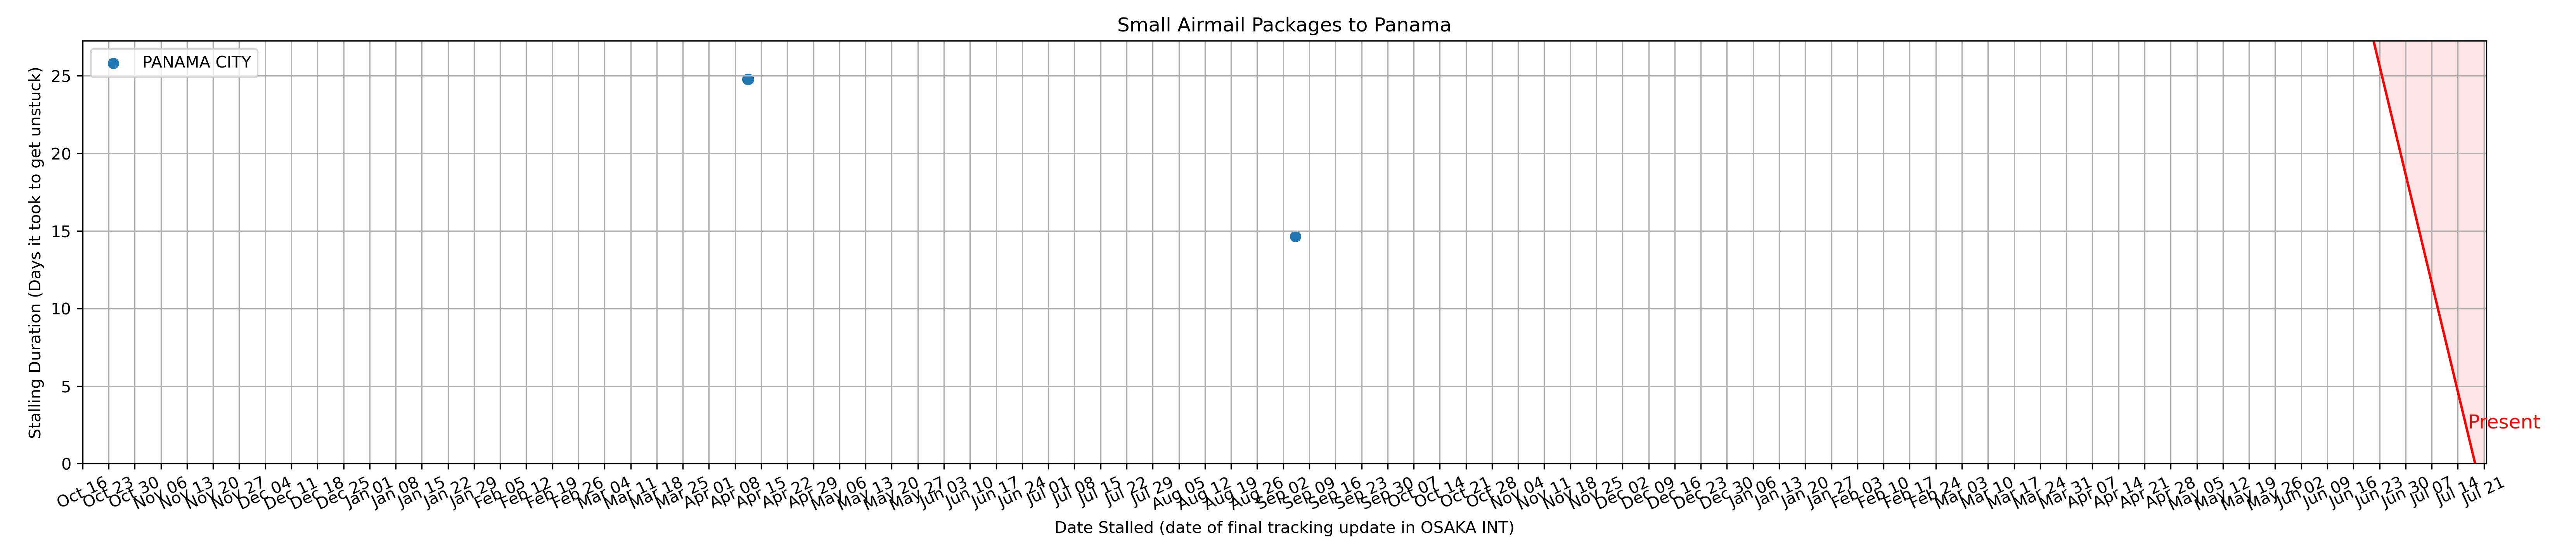 Small Airmail Packages to Panama
PANAMA CITY
Stalling Duration (Days it took to get unstuck)
25
20
15
10
5
0
Present
Oct 16 Oct 23 Oct 30 Nov 06 Nov 13 Nov 20 Nov 27 Dec 04 Dec 11 Dec 18 Dec 25 Jan 01 Jan 08 Jan 15 Jan 22 Jan 29 Feb 05 Feb 12 Feb 19 Feb 26 Mar 04 Mar 11 Mar 18 Mar 25 Apr 01 Apr 08 Apr 15 Apr 22 Apr 29 May 06 May 13 May 20 May 27 Jun 03 Jun 10 Jun 17 Jun 24 Jul 01 Jul 08 Jul 15 Jul 22 Jul 29 Aug 05 Aug 12 Aug 19 Aug 26 Sep 02 Sep 09 Sep 16 Sep 23 Sep 30 Oct 07 Oct 14 Oct 21 Oct 28 Nov 04 Nov 11 Nov 18 Nov 25 Dec 02 Dec 09 Dec 16 Dec 23 Dec 30 Jan 06 Jan 13 Jan 20 Jan 27 Feb 03 Feb 10 Feb 17 Feb 24 Mar 03 Mar 10 Mar 17 Mar 24 Mar 31 Apr 07 Apr 14 Apr 21 Apr 28 May 05 May 12 May 19 May 26 Jun 02 Jun 09 Jun 16 Jun 23 Jun 30 Jul 07 Jul 14 Jul 21
Date Stalled (date of final tracking update in OSAKA INT)